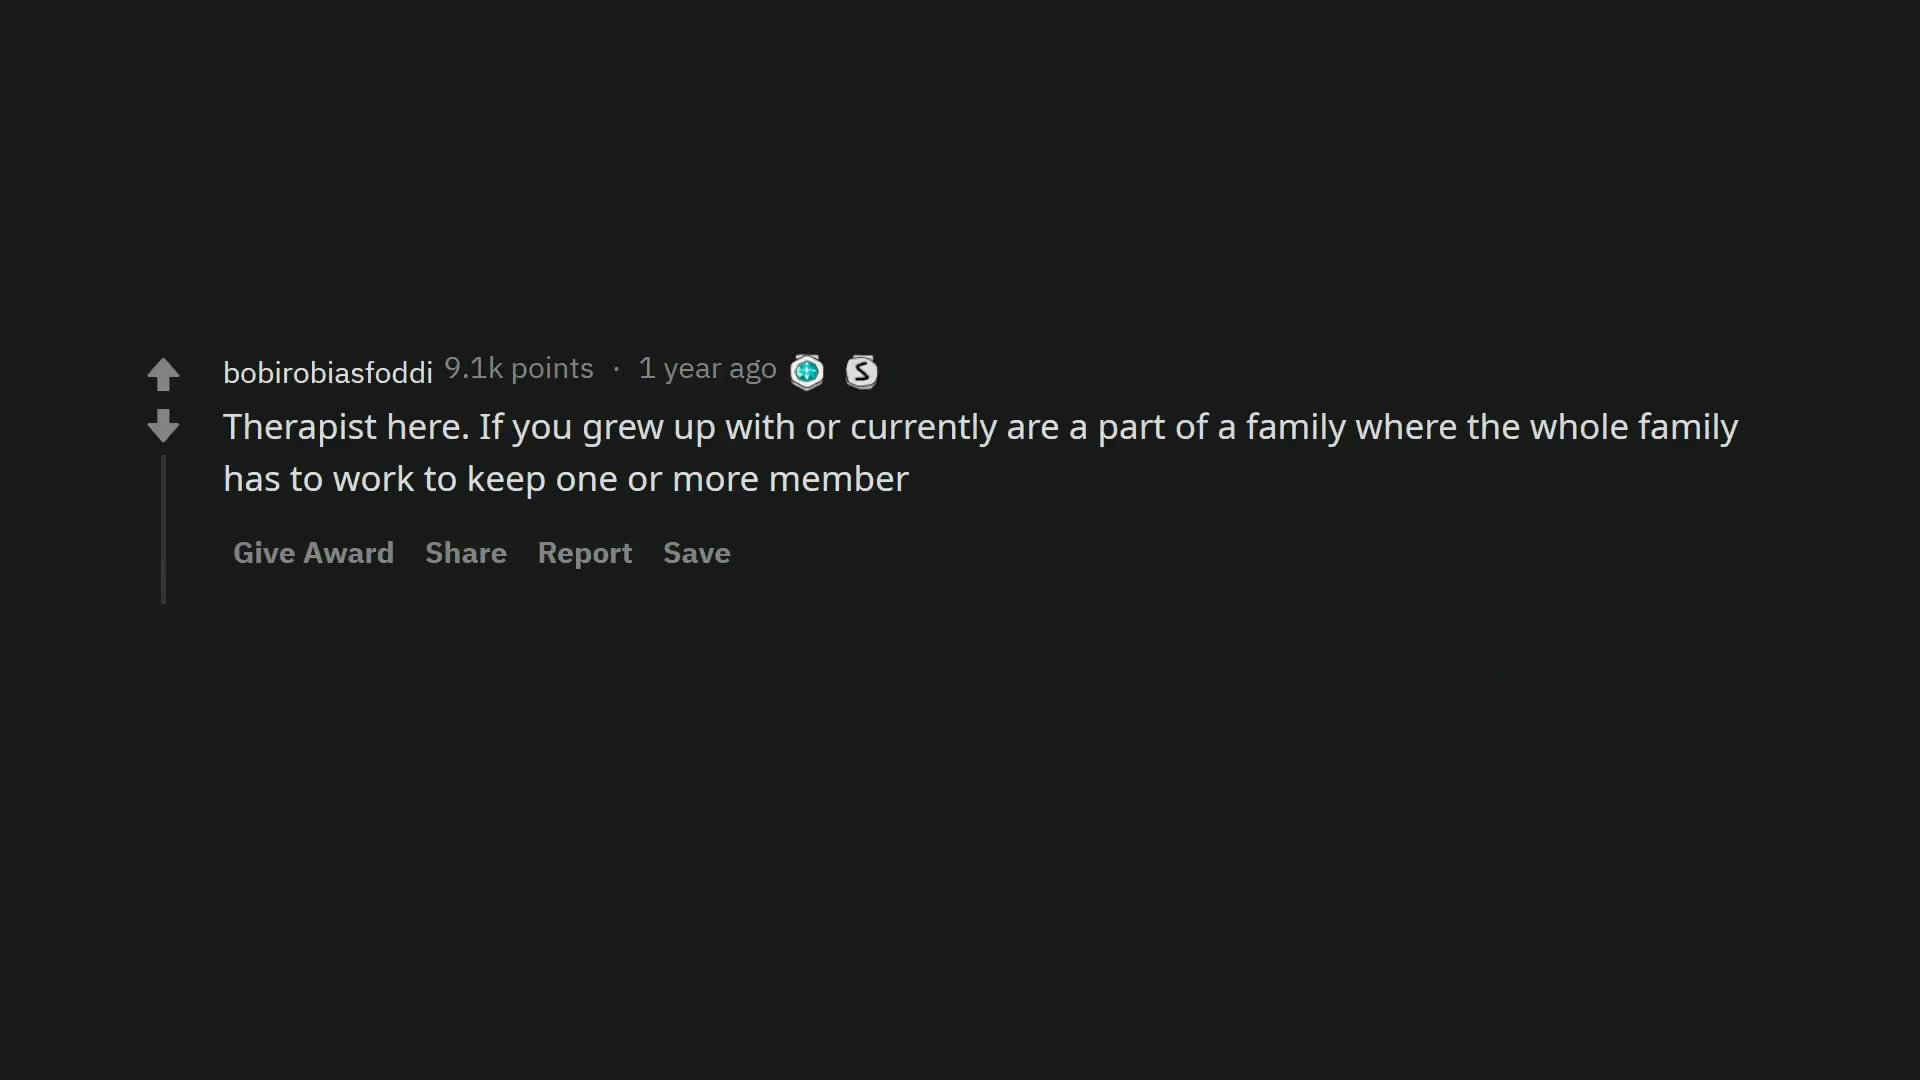 bobirobiasfoddi 9.1k points · 1 year ago S
Therapist here. If you grew up with or currently are a part of a family where the whole family
has to work to keep one or more member
Give Award Share Report Save